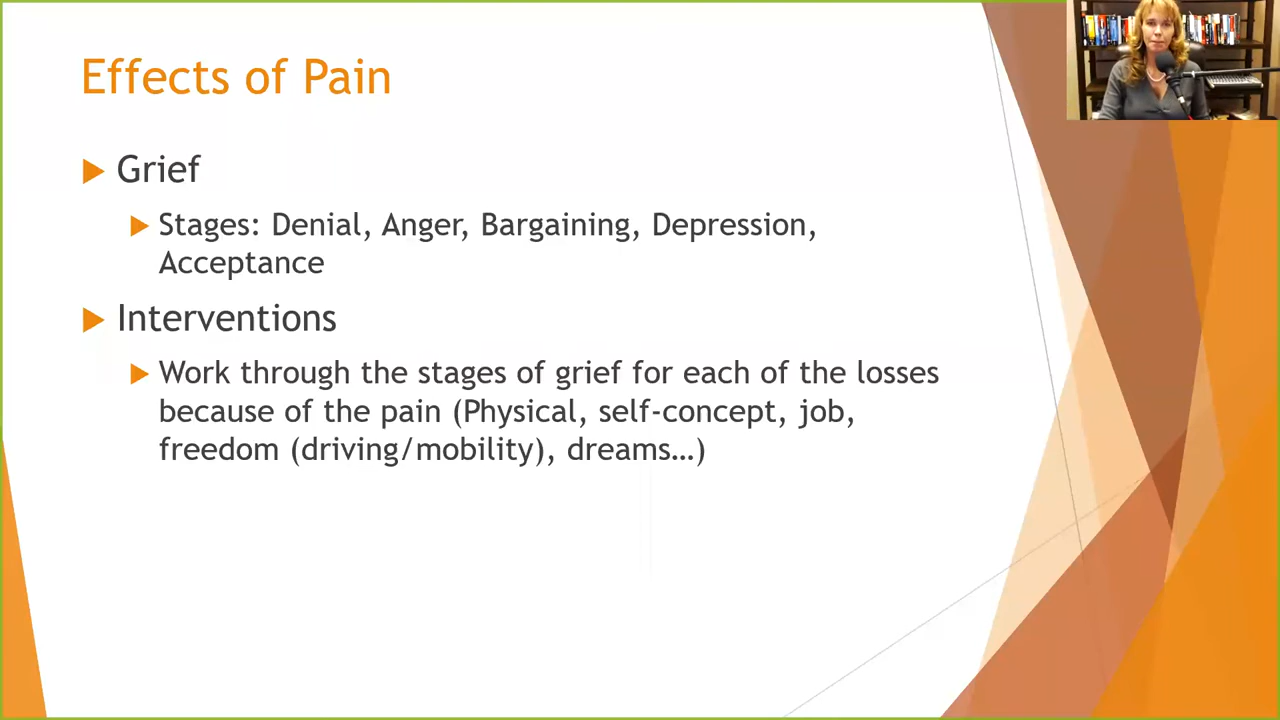 Effects of Pain
Grief
Stages: Denial, Anger, Bargaining, Depression,
Acceptance
Interventions
Work through the stages of grief for each of the losses
because of the pain (Physical, self-concept, job,
freedom (driving/mobility), dreams…)